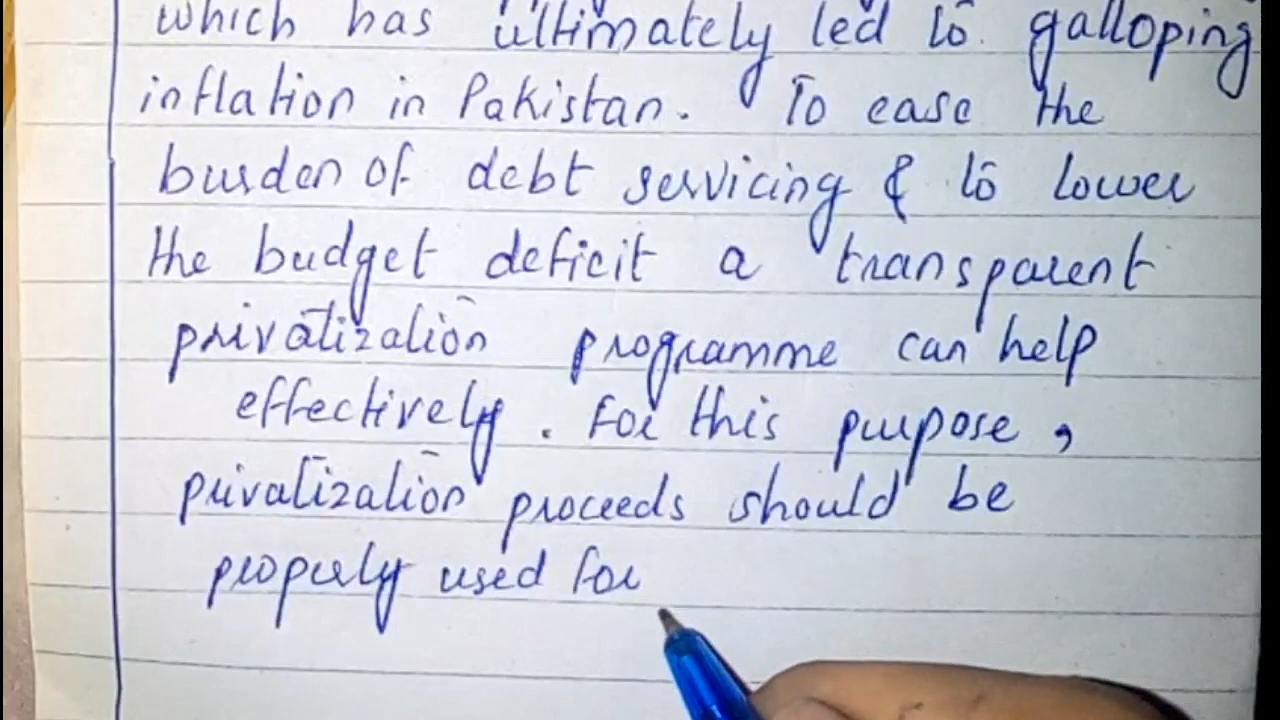 which has ultimately led to galloping
inflation in Pakistan. To ease the
burden of debt servicing & to lower
the budget deficit a transparent
privatization programme can help
effectively. For this purpose,
privatization proceeds should be
properly used for